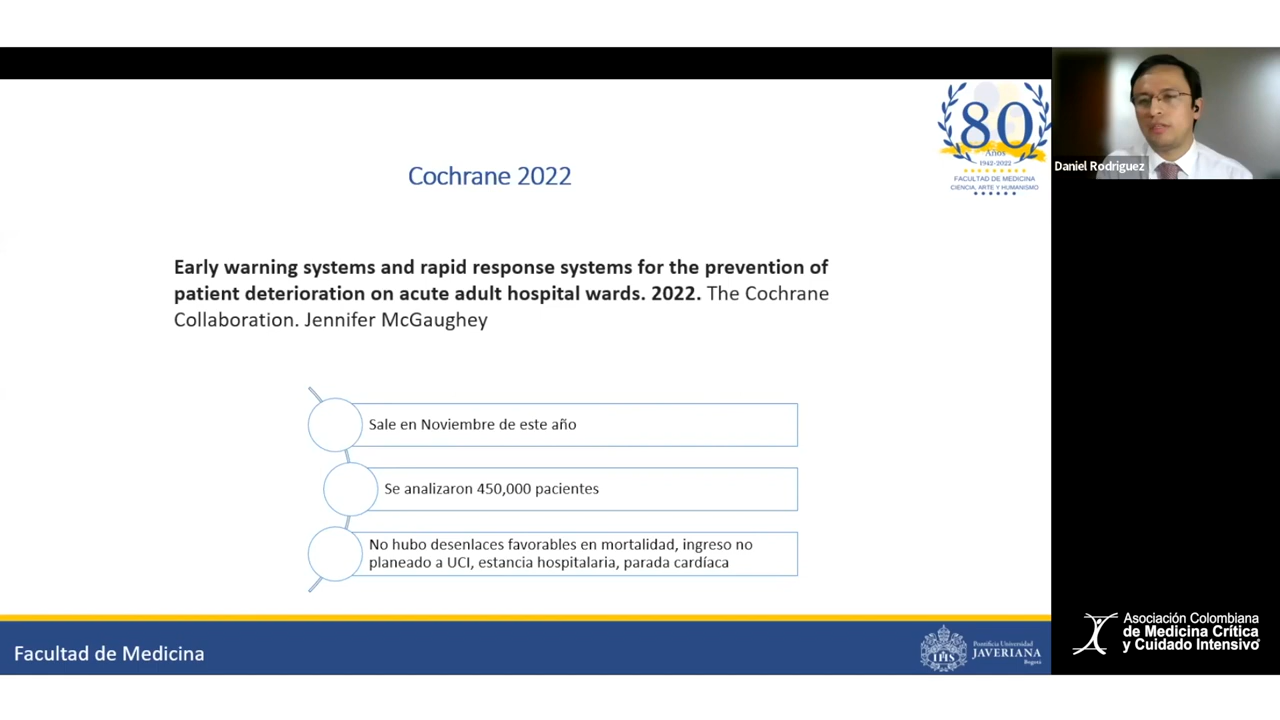 80
Años
1942-2022
FACULTAD DE MEDICINA
CIENCIA, ARTE Y HUMANISMO
Daniel Rodriguez
Cochrane 2022
Early warning systems and rapid response systems for the prevention of
patient deterioration on acute adult hospital wards. 2022. The Cochrane
Collaboration. Jennifer McGaughey
Sale en Noviembre de este año
Se analizaron 450,000 pacientes
No hubo desenlaces favorables en mortalidad, ingreso no
planeado a UCI, estancia hospitalaria, parada cardíaca
Facultad de Medicina
IHS
Pontificia Universidad
JAVERIANA
Bogotá
Asociación Colombiana
de Medicina Crítica
y Cuidado Intensivo